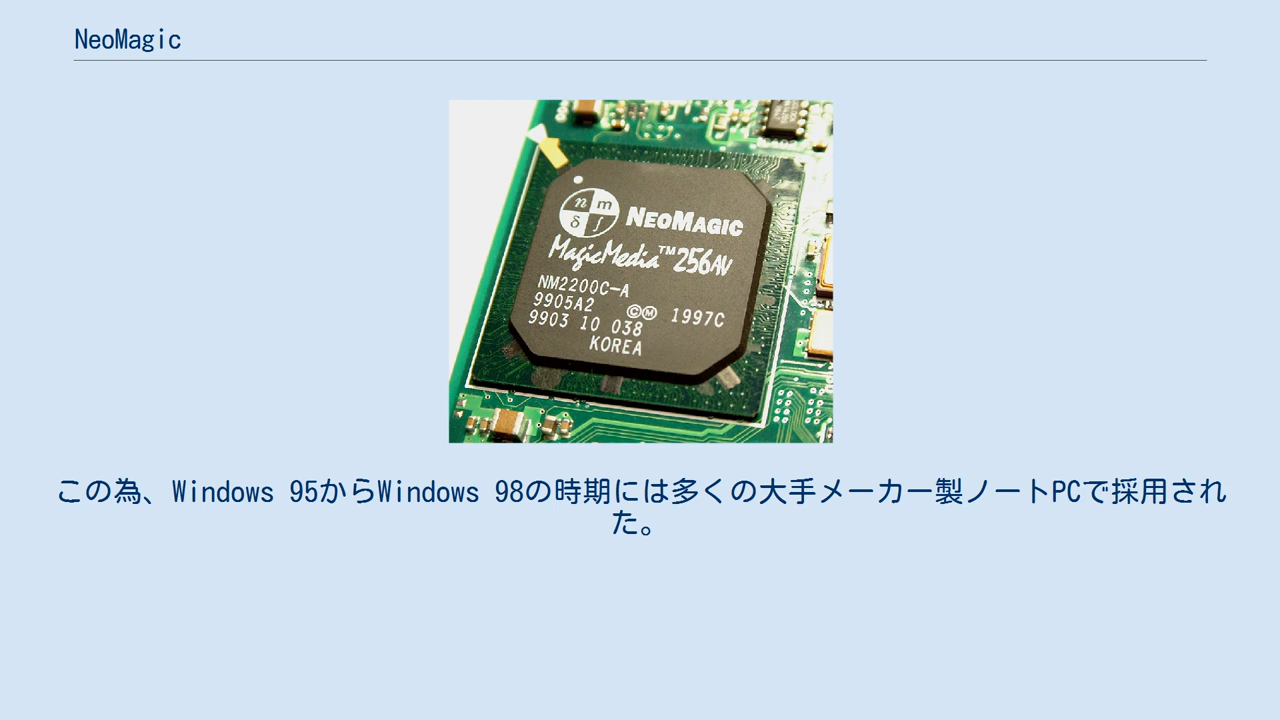 NeoMagic
n m
δ ∫
NEOMAGIC
MagicMedia™256AV
NM2200C-A
9905A2
©Ⓜ 1997C
9903 10 038
KOREA
この為、Windows 95からWindows 98の時期には多くの大手メーカー製ノートPCで採用され
た。